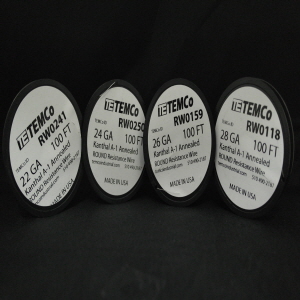 TEMCo
RW0241
100 FT
22 GA
Kanthal A-1 Annealed
ROUND Resistance Wire
MADE IN USA
TEMCo
RW0250
100 FT
24 GA
Kanthal A-1 Annealed
ROUND Resistance Wire
MADE IN USA
TEMCo
RW0159
100 FT
26 GA
Kanthal A-1 Annealed
ROUND Resistance Wire
MADE IN USA
TEMCo
RW0118
100 FT
28 GA
Kanthal A-1 Annealed
ROUND Resistance Wire
MADE IN USA